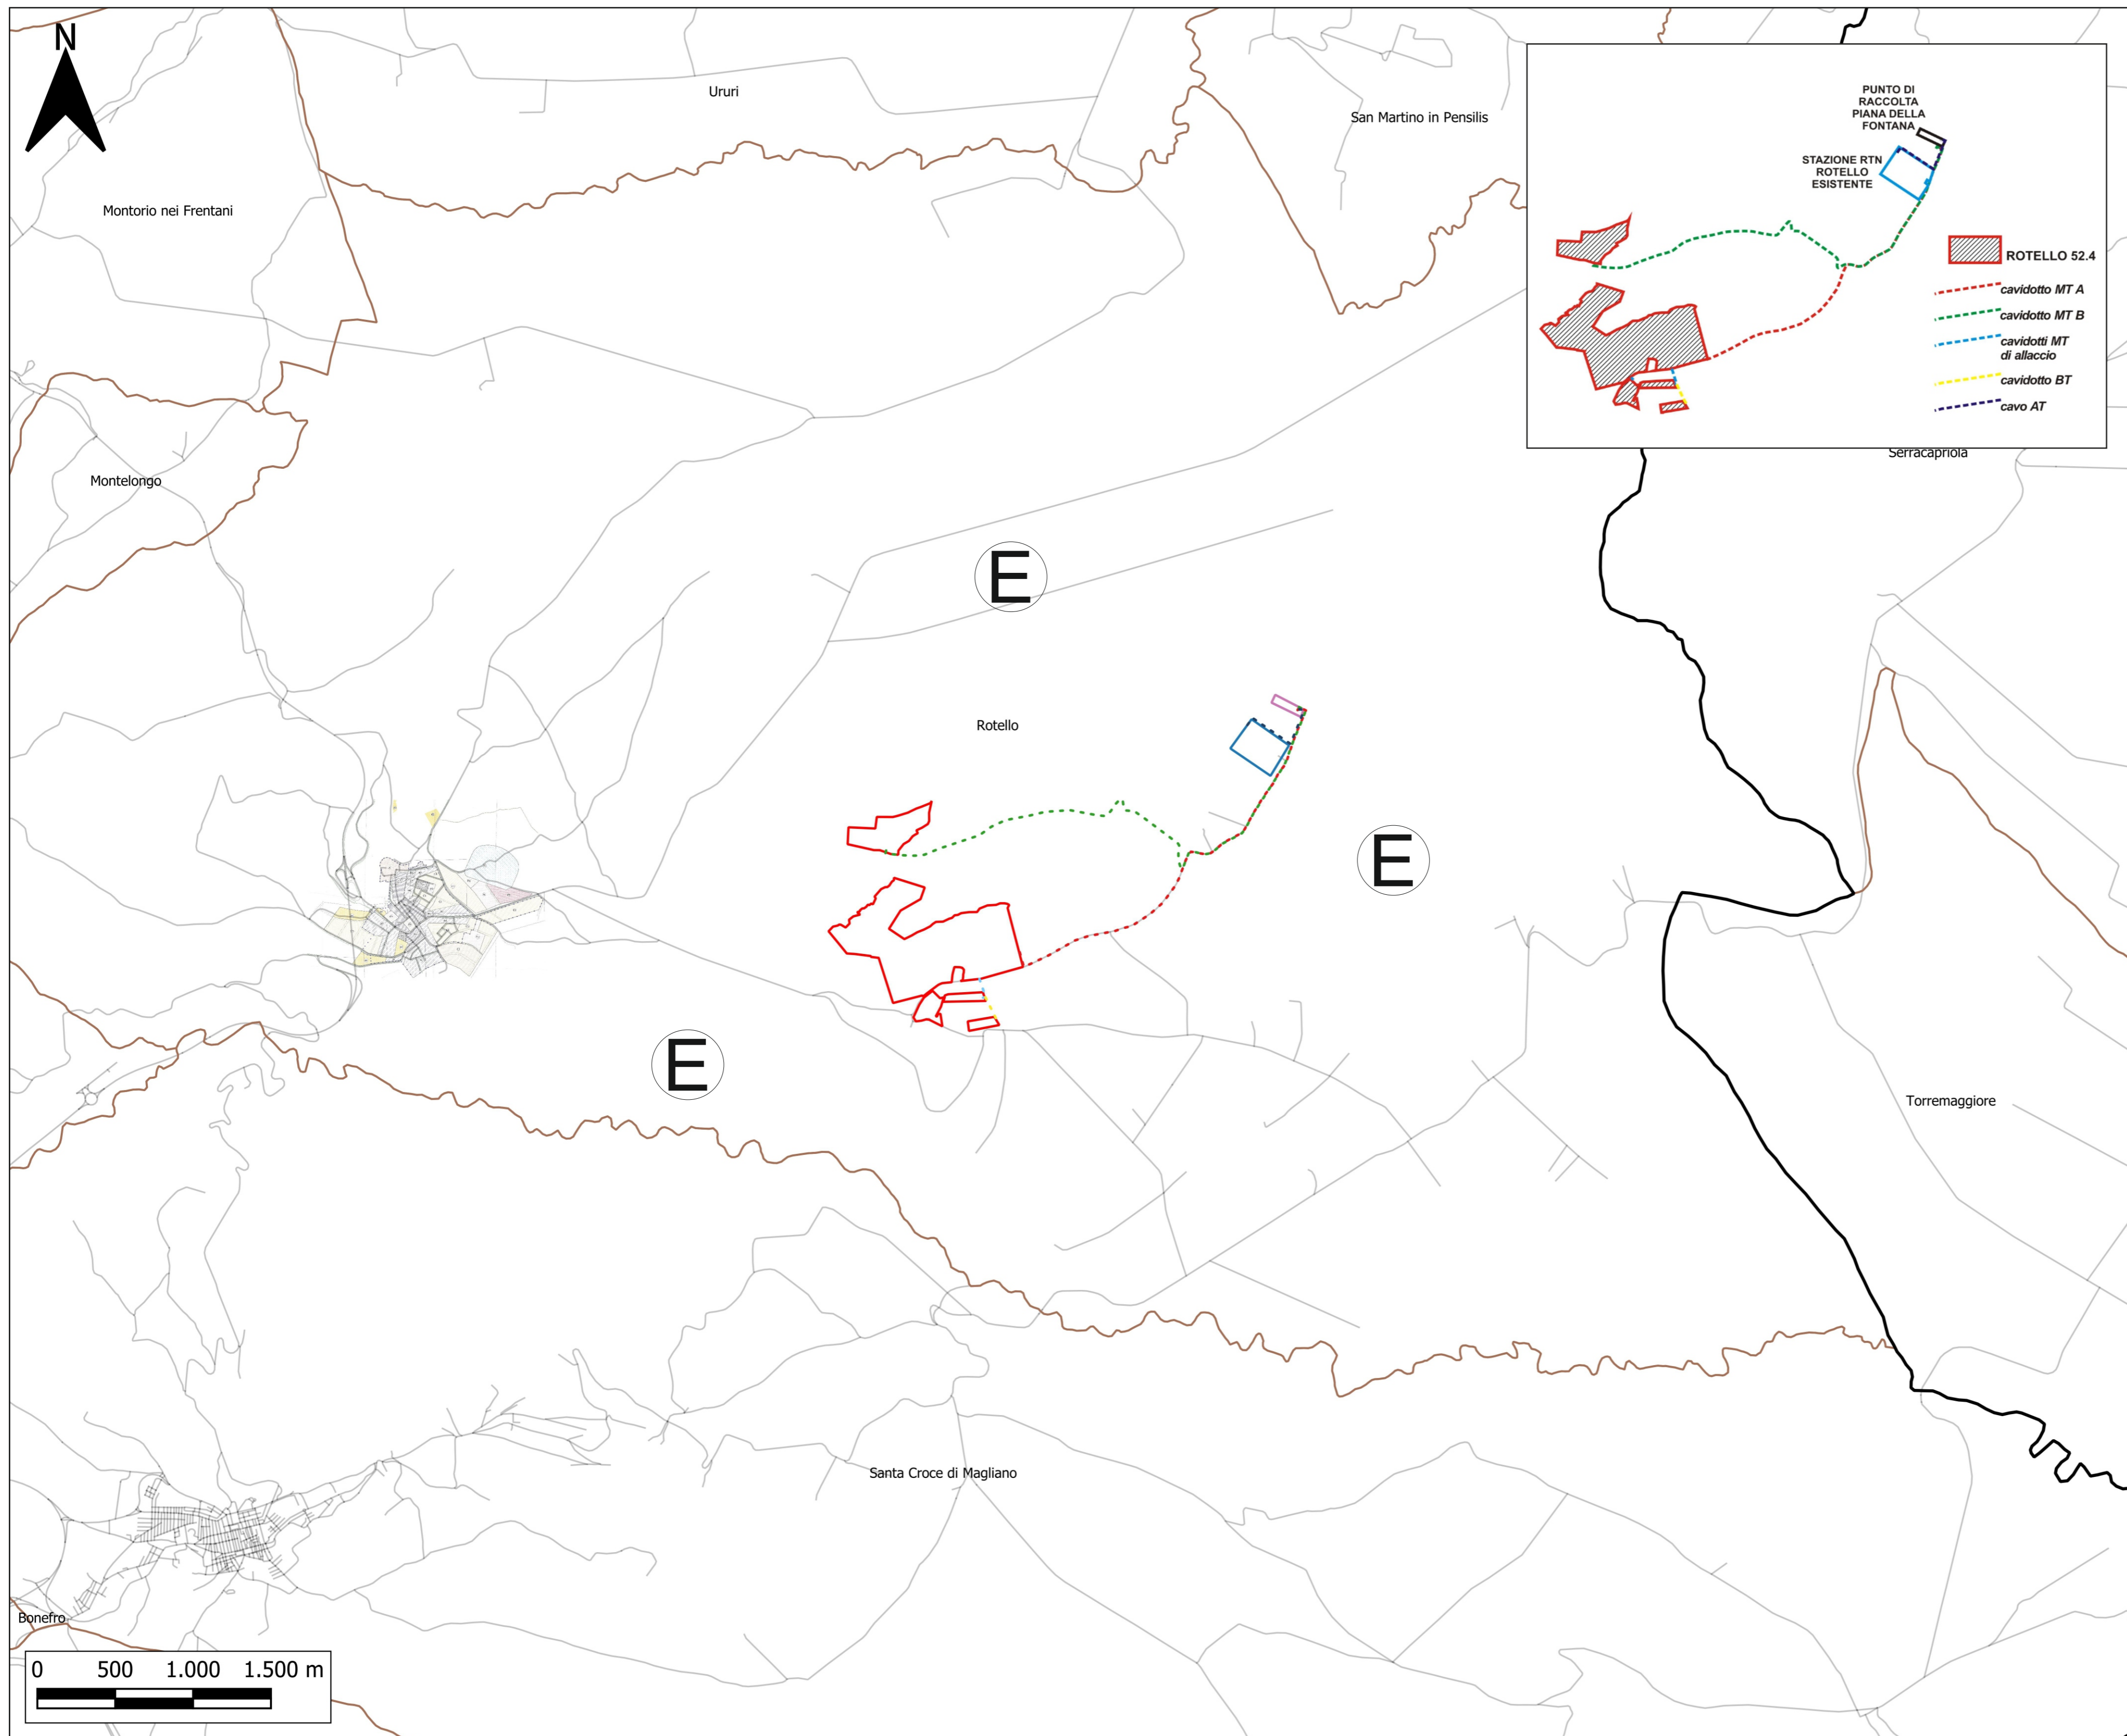 N
Ururi
San Martino in Pensilis
Montorio nei Frentani
Montelongo
PUNTO DI
RACCOLTA
PIANA DELLA
FONTANA
STAZIONE RTN
ROTELLO
ESISTENTE
ROTELLO 52.4
cavidotto MT A
cavidotto MT B
cavidotti MT
di allaccio
cavidotto BT
cavo AT
Serracapriola
E
Rotello
E
E
Torremaggiore
Santa Croce di Magliano
Bonefro
0 500 1.000 1.500 m